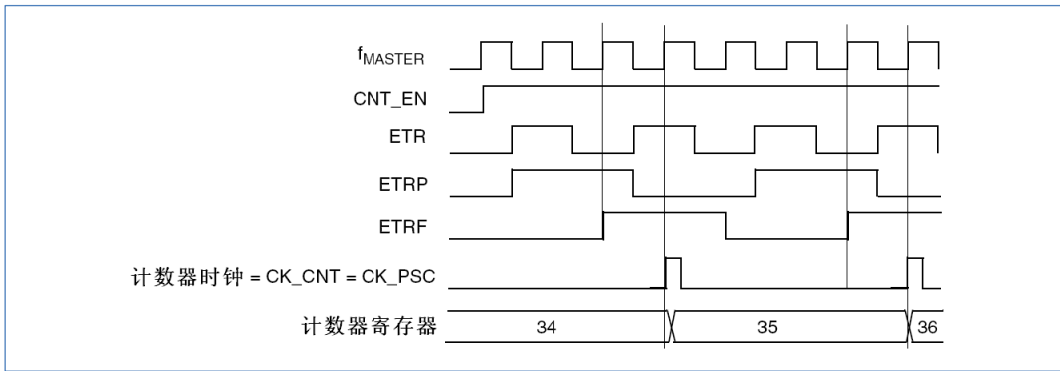 fMASTER
CNT_EN
ETR
ETRP
ETRF
计数器时钟 = CK_CNT = CK_PSC
计数器寄存器 34 35 36